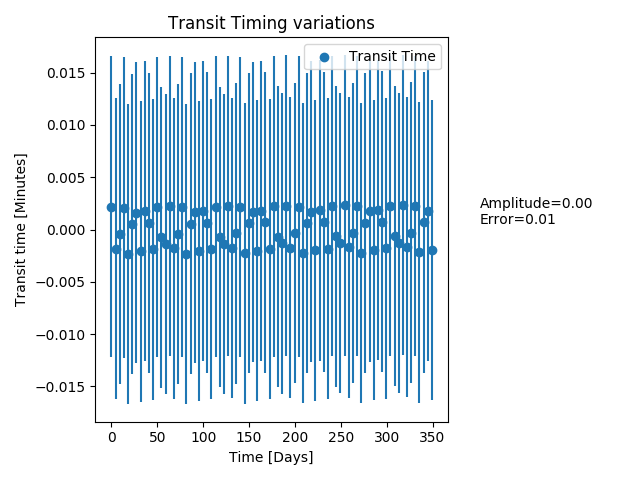 Transit Timing variations
Transit Time
0.015
0.010
0.005
0.000
−0.005
−0.010
−0.015
Transit time [Minutes]
0 50 100 150 200 250 300 350
Time [Days]
Amplitude=0.00
Error=0.01